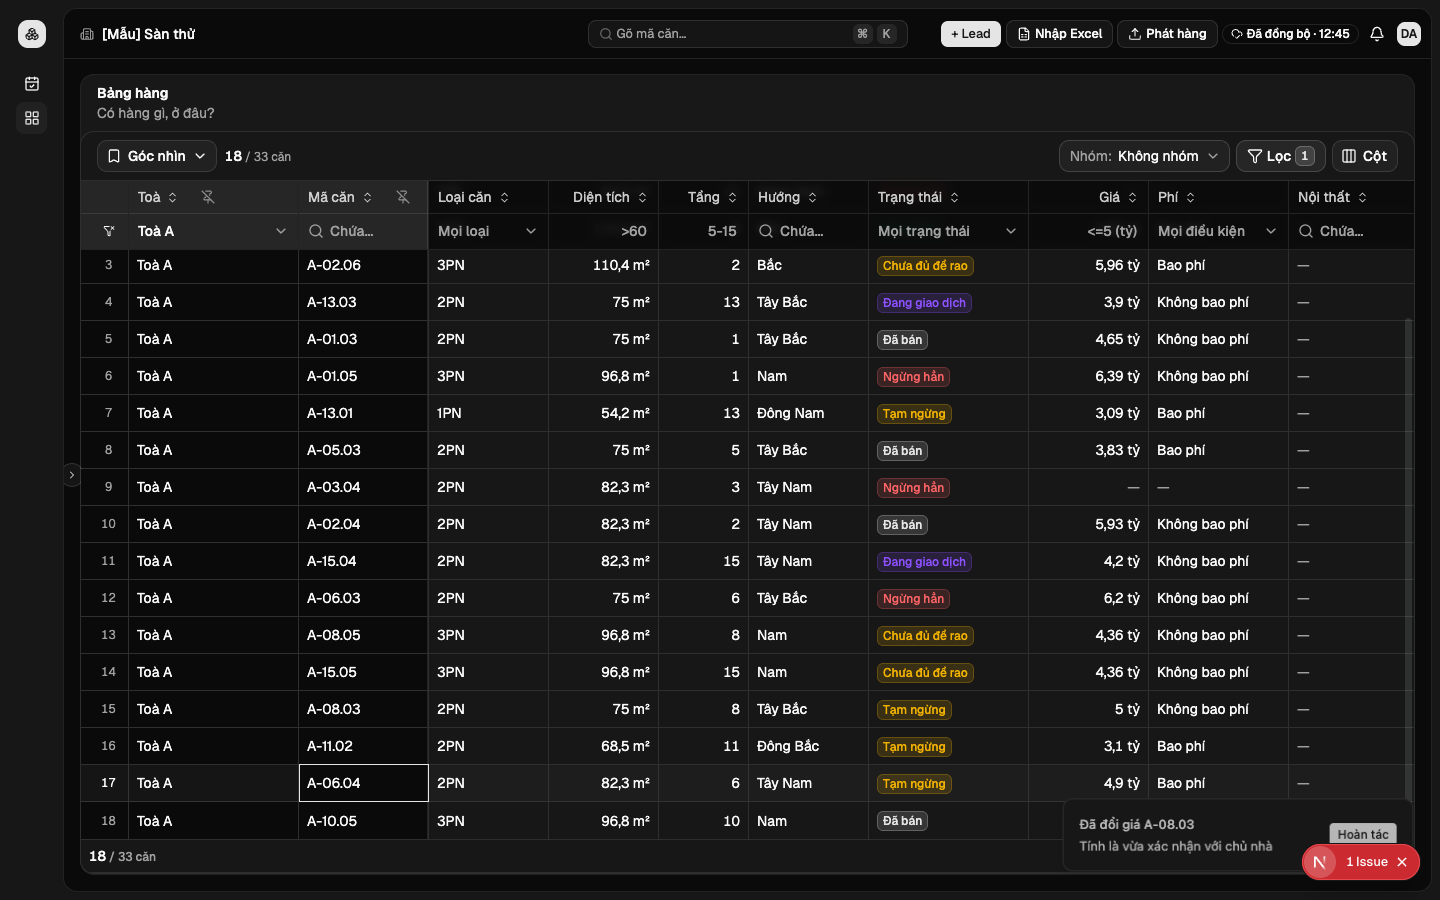 [Mẫu] Sàn thử
Gõ mã căn...
⌘ K
+ Lead
Nhập Excel
Phát hàng
Đã đồng bộ · 12:45
DA
Bảng hàng
Có hàng gì, ở đâu?
Góc nhìn
18 / 33 căn
Nhóm: Không nhóm
Lọc 1
Cột
Toà Mã căn Loại căn Diện tích Tầng Hướng Trạng thái Giá Phí Nội thất
Toà A Chứa... Mọi loại >60 5-15 Chứa... Mọi trạng thái <=5 (tỷ) Mọi điều kiện Chứa...
3 Toà A A-02.06 3PN 110,4 m² 2 Bắc Chưa đủ để rao 5,96 tỷ Bao phí —
4 Toà A A-13.03 2PN 75 m² 13 Tây Bắc Đang giao dịch 3,9 tỷ Không bao phí —
5 Toà A A-01.03 2PN 75 m² 1 Tây Bắc Đã bán 4,65 tỷ Không bao phí —
6 Toà A A-01.05 3PN 96,8 m² 1 Nam Ngừng hẳn 6,39 tỷ Không bao phí —
7 Toà A A-13.01 1PN 54,2 m² 13 Đông Nam Tạm ngừng 3,09 tỷ Bao phí —
8 Toà A A-05.03 2PN 75 m² 5 Tây Bắc Đã bán 3,83 tỷ Bao phí —
9 Toà A A-03.04 2PN 82,3 m² 3 Tây Nam Ngừng hẳn — — —
10 Toà A A-02.04 2PN 82,3 m² 2 Tây Nam Đã bán 5,93 tỷ Không bao phí —
11 Toà A A-15.04 2PN 82,3 m² 15 Tây Nam Đang giao dịch 4,2 tỷ Không bao phí —
12 Toà A A-06.03 2PN 75 m² 6 Tây Bắc Ngừng hẳn 6,2 tỷ Không bao phí —
13 Toà A A-08.05 3PN 96,8 m² 8 Nam Chưa đủ để rao 4,36 tỷ Không bao phí —
14 Toà A A-15.05 3PN 96,8 m² 15 Nam Chưa đủ để rao 4,36 tỷ Không bao phí —
15 Toà A A-08.03 2PN 75 m² 8 Tây Bắc Tạm ngừng 5 tỷ Không bao phí —
16 Toà A A-11.02 2PN 68,5 m² 11 Đông Bắc Tạm ngừng 3,1 tỷ Bao phí —
17 Toà A A-06.04 2PN 82,3 m² 6 Tây Nam Tạm ngừng 4,9 tỷ Bao phí —
18 Toà A A-10.05 3PN 96,8 m² 10 Nam Đã bán
18 / 33 căn
Đã đổi giá A-08.03
Tính là vừa xác nhận với chủ nhà
Hoàn tác
N 1 Issue